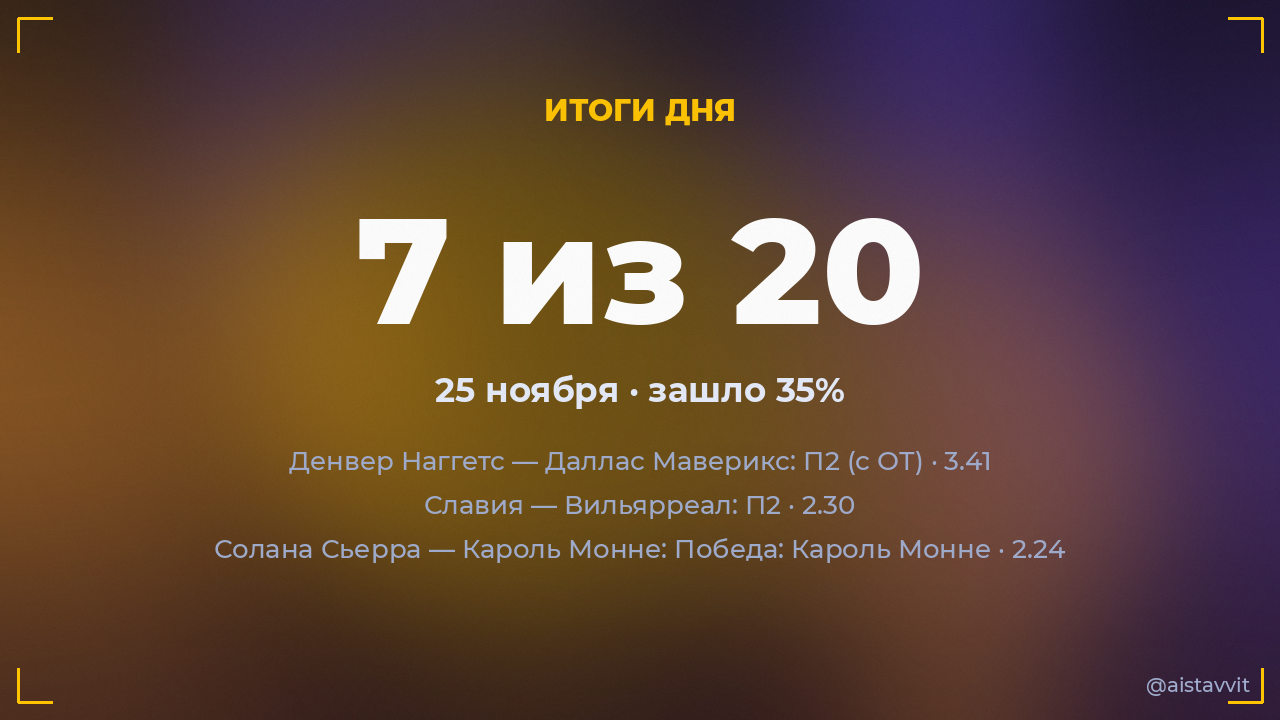 ИТОГИ ДНЯ
7 из 20
25 ноября · зашло 35%
Денвер Наггетс — Даллас Маверикс: П2 (с ОТ) · 3.41
Славия — Вильярреал: П2 · 2.30
Солана Сьерра — Кароль Монне: Победа: Кароль Монне · 2.24
@aistavvit